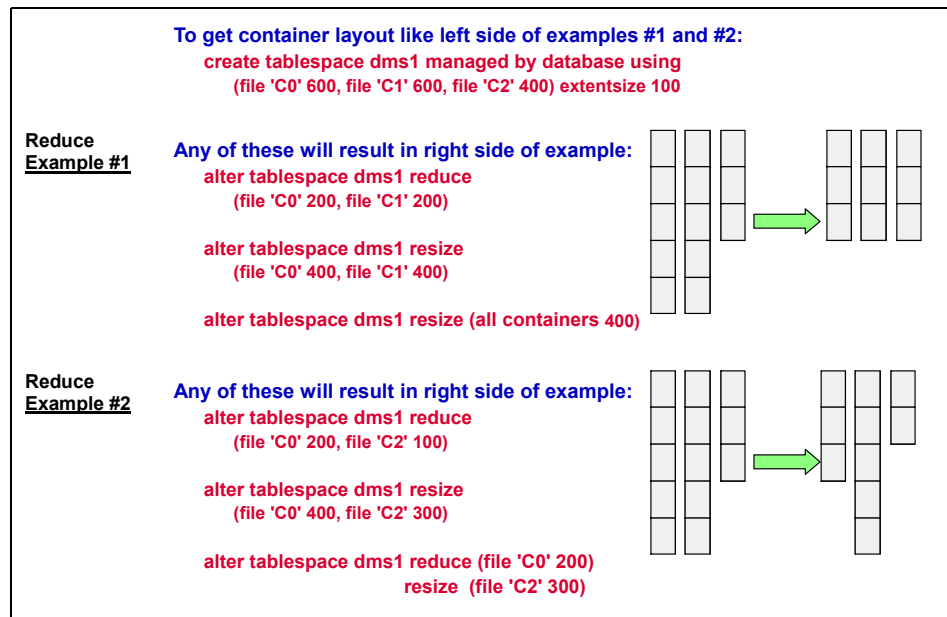 To get container layout like left side of examples #1 and #2:
create tablespace dms1 managed by database using
(file 'C0' 600, file 'C1' 600, file 'C2' 400) extentsize 100
Reduce
Example #1
Any of these will result in right side of example:
alter tablespace dms1 reduce
(file 'C0' 200, file 'C1' 200)
alter tablespace dms1 resize
(file 'C0' 400, file 'C1' 400)
alter tablespace dms1 resize (all containers 400)
Reduce
Example #2
Any of these will result in right side of example:
alter tablespace dms1 reduce
(file 'C0' 200, file 'C2' 100)
alter tablespace dms1 resize
(file 'C0' 400, file 'C2' 300)
alter tablespace dms1 reduce (file 'C0' 200)
resize (file 'C2' 300)